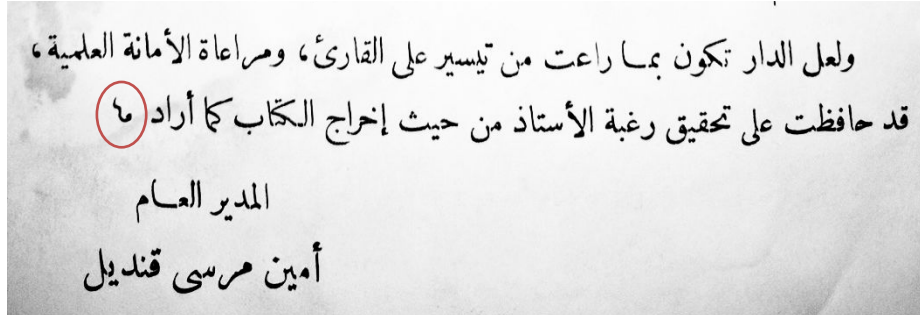 ولعل الدار تكون بما راعت من تيسير على القارئ، ومراعاة الأمانة العلمية،
قد حافظت على تحقيق رغبة الأستاذ من حيث إخراج الكتاب كما أراد
المدير العام
أمين مرسى قنديل